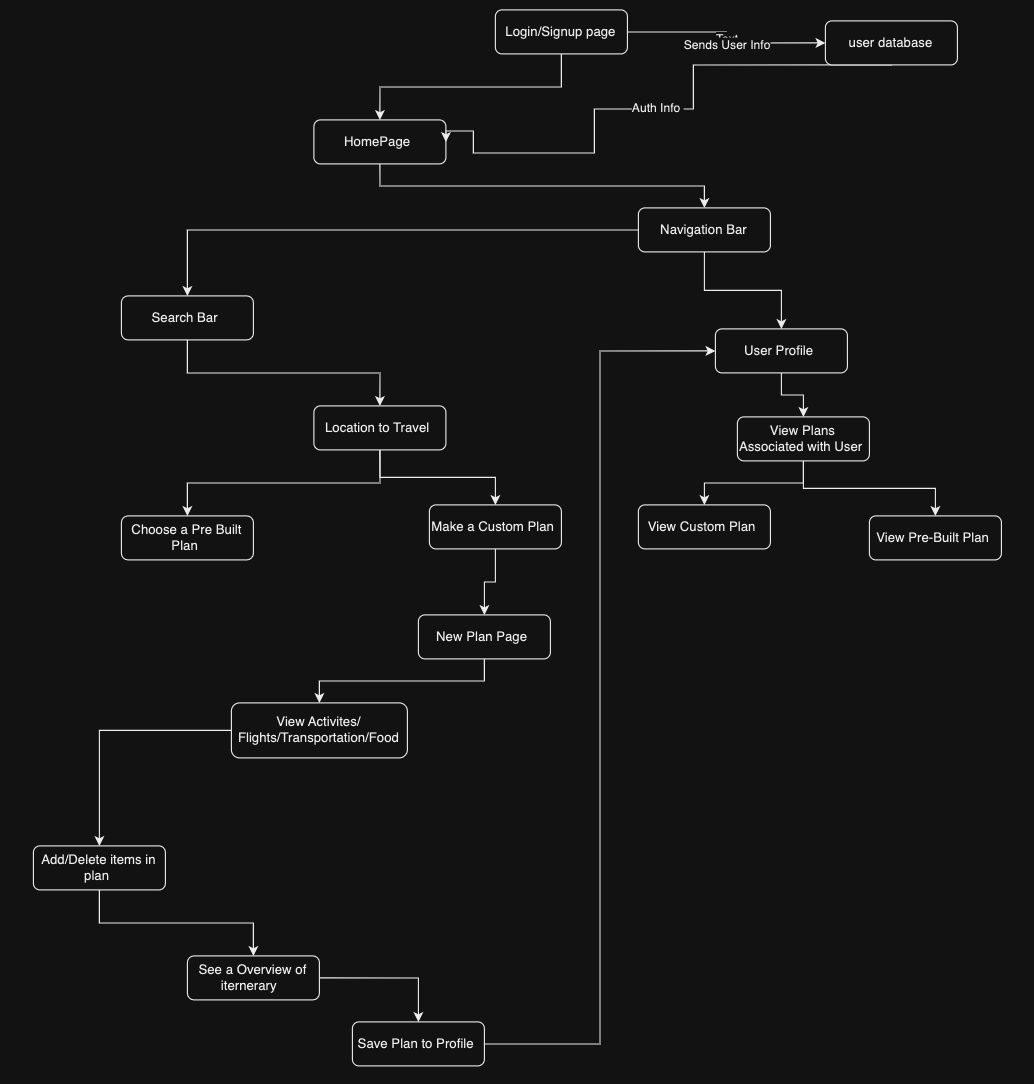 Login/Signup page
Text
Sends User Info
user database
Auth Info
HomePage
Navigation Bar
Search Bar
User Profile
Location to Travel
View Plans
Associated with User
Choose a Pre Built
Plan
Make a Custom Plan
View Custom Plan
View Pre-Built Plan
New Plan Page
View Activites/
Flights/Transportation/Food
Add/Delete items in
plan
See a Overview of
iternerary
Save Plan to Profile